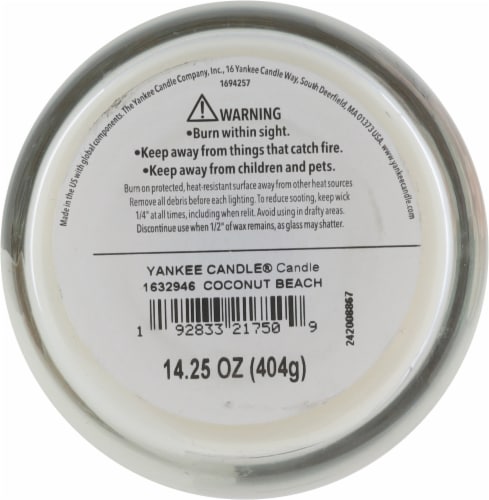 Made in the US with global components. The Yankee Candle Company, Inc., 16 Yankee Candle Way, South Deerfield, MA 01373 USA. www.yankeecandle.com
1694257
WARNING
•Burn within sight.
•Keep away from things that catch fire.
•Keep away from children and pets.
Burn on protected, heat-resistant surface away from other heat sources
Remove all debris before each lighting. To reduce sooting, keep wick
1/4" at all times, including when relit. Avoid using in drafty areas.
Discontinue use when 1/2" of wax remains, as glass may shatter.
YANKEE CANDLE® Candle
1632946 COCONUT BEACH
1 92833 21750 9
242008867
14.25 OZ (404g)